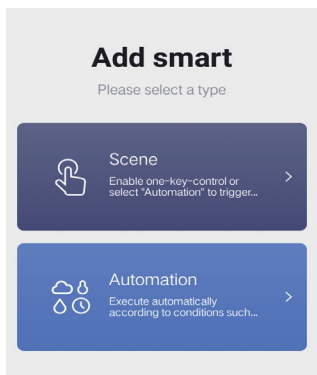 Add smart
Please select a type
Scene
Enable one-key-control or
select "Automation" to trigger...
Automation
Execute automatically
according to conditions such...